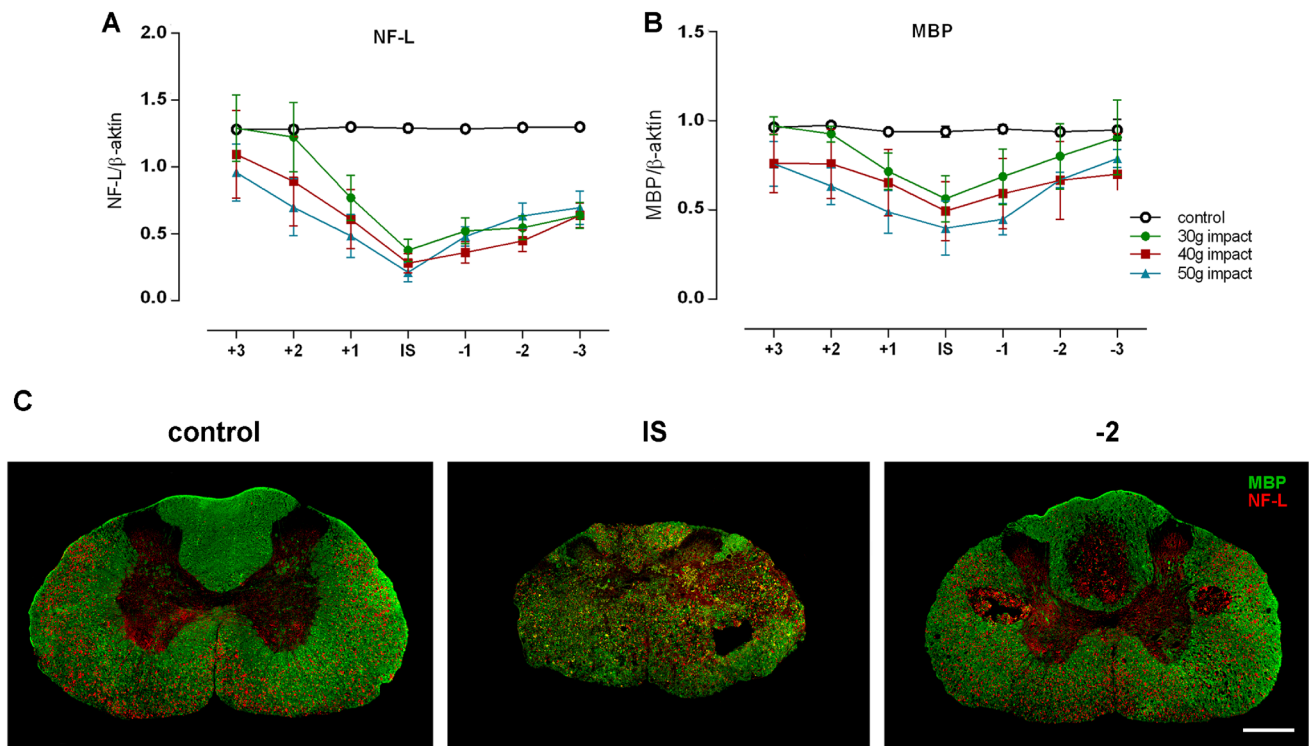 A
NF-L
2.0
1.5
1.0
0.5
0.0
NF-L/β-aktín
+3 +2 +1 IS -1 -2 -3
B
MBP
1.5
1.0
0.5
0.0
MBP/β-aktín
+3 +2 +1 IS -1 -2 -3
control
30g impact
40g impact
50g impact
C
control
IS
-2
MBP
NF-L